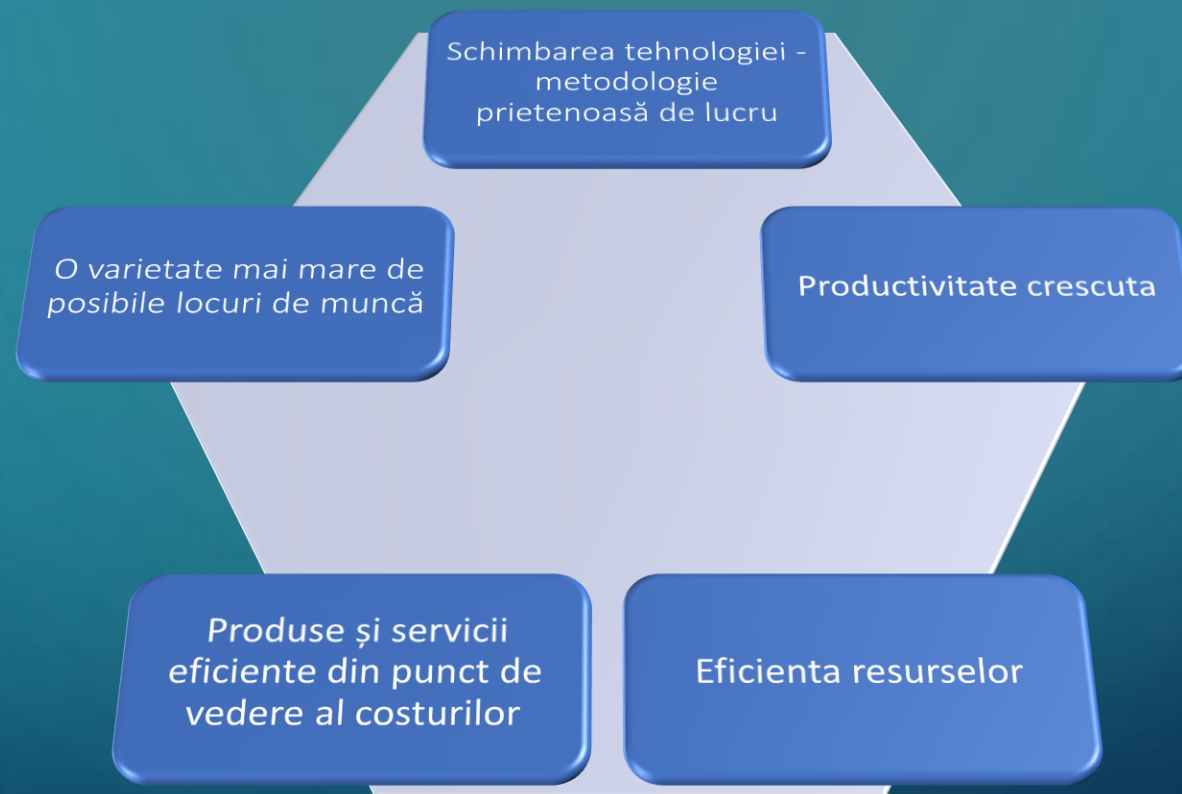 Schimbarea tehnologiei -
metodologie
prietenoasă de lucru
O varietate mai mare de
posibile locuri de muncă
Productivitate crescuta
Produse și servicii
eficiente din punct de
vedere al costurilor
Eficienta resurselor